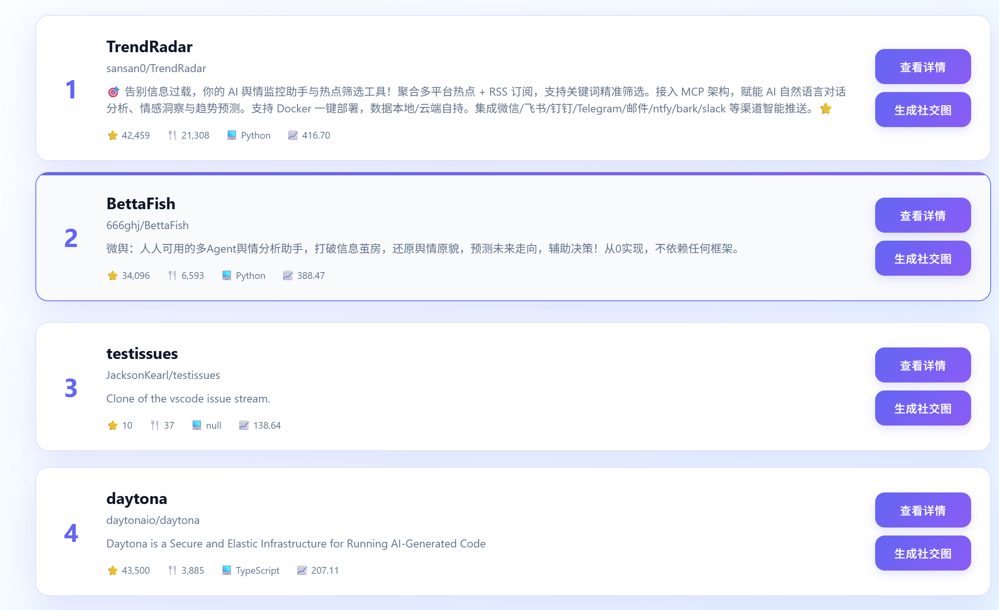 1
TrendRadar
sansan0/TrendRadar
🎯 告别信息过载，你的 AI 舆情监控助手与热点筛选工具！聚合多平台热点 + RSS 订阅，支持关键词精准筛选。接入 MCP 架构，赋能 AI 自然语言对话
分析、情感洞察与趋势预测。支持 Docker 一键部署，数据本地/云端自持。集成微信/飞书/钉钉/Telegram/邮件/ntfy/bark/slack 等渠道智能推送。⭐
⭐ 42,459 🍴 21,308 💻 Python 📈 416.70
查看详情
生成社交图
2
BettaFish
666ghj/BettaFish
微舆：人人可用的多Agent舆情分析助手，打破信息茧房，还原舆情原貌，预测未来走向，辅助决策！从0实现，不依赖任何框架。
⭐ 34,096 🍴 6,593 💻 Python 📈 388.47
查看详情
生成社交图
3
testissues
JacksonKearl/testissues
Clone of the vscode issue stream.
⭐ 10 🍴 37 💻 null 📈 138.64
查看详情
生成社交图
4
daytona
daytonaio/daytona
Daytona is a Secure and Elastic Infrastructure for Running AI-Generated Code
⭐ 43,500 🍴 3,885 💻 TypeScript 📈 207.11
查看详情
生成社交图